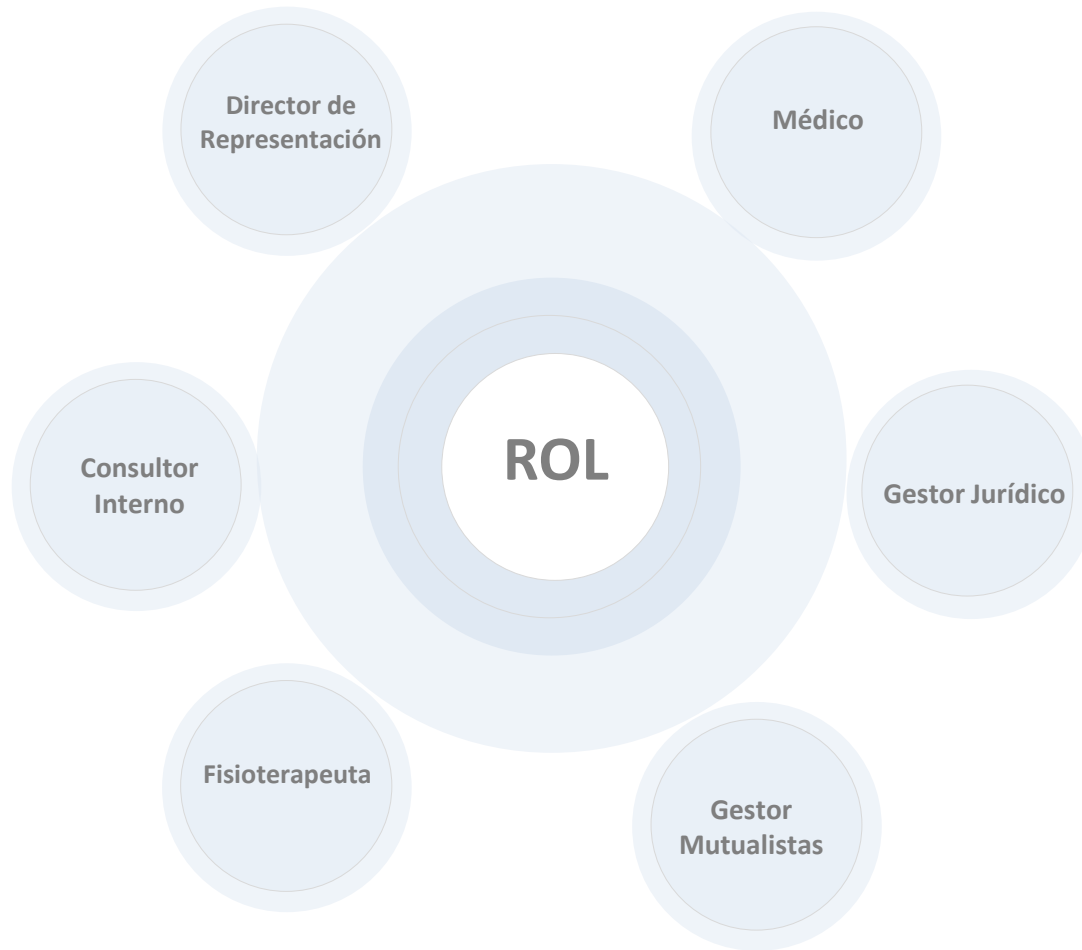 Director de
Representación
Médico
ROL
Consultor
Interno
Gestor Jurídico
Fisioterapeuta
Gestor
Mutualistas